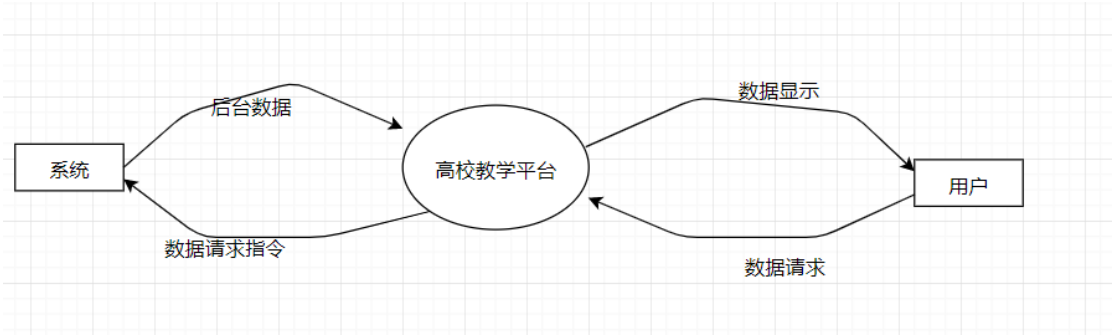 后台数据
数据显示
系统
高校教学平台
用户
数据请求指令
数据请求